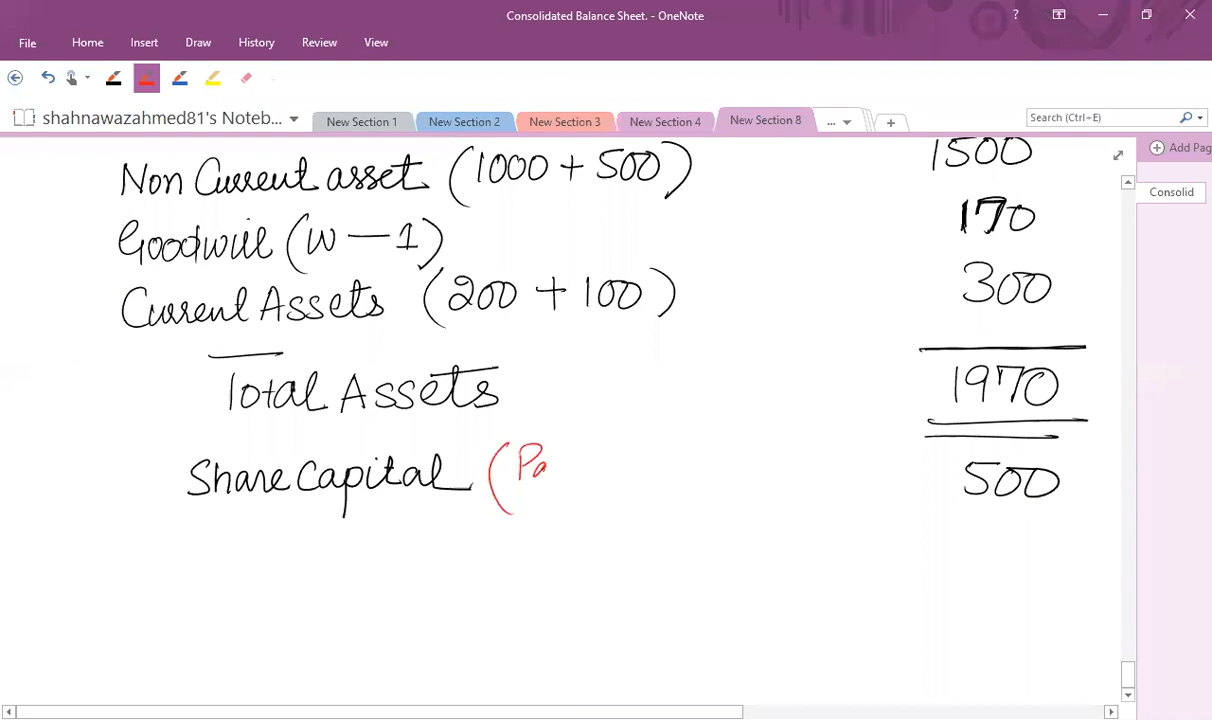 Consolidated Balance Sheet. - OneNote
?
File Home Insert Draw History Review View
shahnawazahmed81's Noteb... New Section 1 New Section 2 New Section 3 New Section 4 New Section 8 ... + Search (Ctrl+E)
Add Pag
Consolid
Non Current asset (1000 + 500) 1500
Goodwill (W — 1) 170
Current Assets (200 + 100) 300
Total Assets 1970
Share Capital (Pa 500